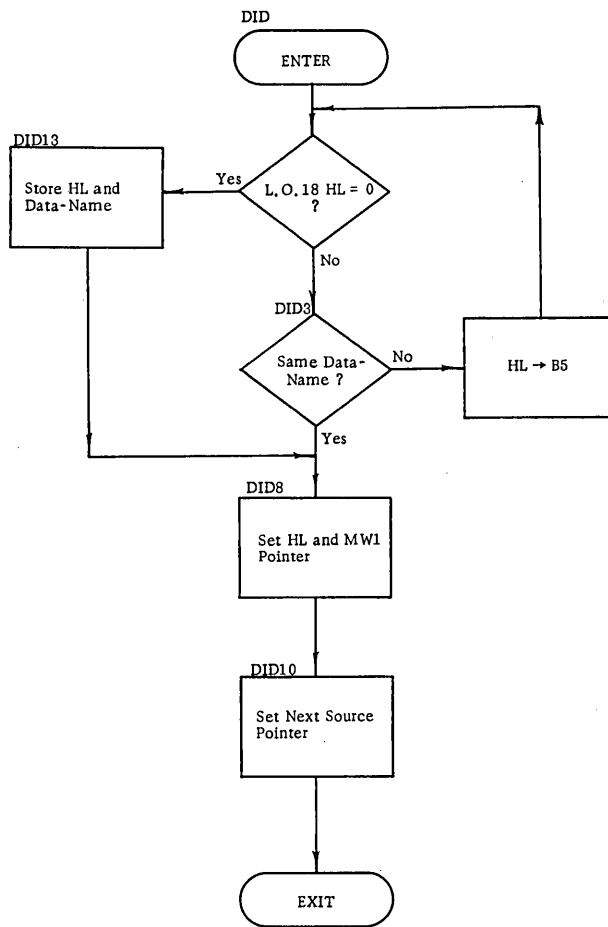 DID
ENTER
DID13
Store HL and
Data-Name
Yes
L.O.18 HL = 0
?
No
DID3
Same Data-
Name ?
No
HL → B5
Yes
DID8
Set HL and MW1
Pointer
DID10
Set Next Source
Pointer
EXIT